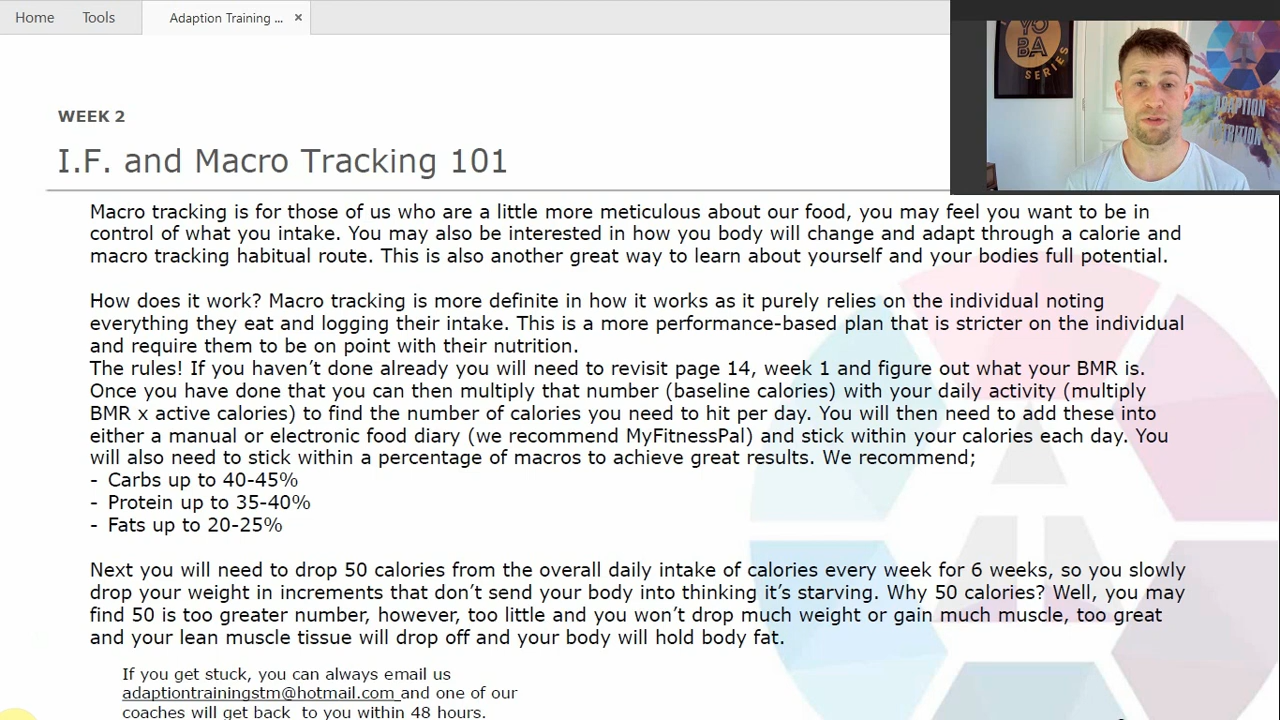 Home Tools Adaption Training ... ×
YO
BA
SERIES
ADAPTION
NUTRITION
WEEK 2
I.F. and Macro Tracking 101
Macro tracking is for those of us who are a little more meticulous about our food, you may feel you want to be in
control of what you intake. You may also be interested in how you body will change and adapt through a calorie and
macro tracking habitual route. This is also another great way to learn about yourself and your bodies full potential.
How does it work? Macro tracking is more definite in how it works as it purely relies on the individual noting
everything they eat and logging their intake. This is a more performance-based plan that is stricter on the individual
and require them to be on point with their nutrition.
The rules! If you haven’t done already you will need to revisit page 14, week 1 and figure out what your BMR is.
Once you have done that you can then multiply that number (baseline calories) with your daily activity (multiply
BMR x active calories) to find the number of calories you need to hit per day. You will then need to add these into
either a manual or electronic food diary (we recommend MyFitnessPal) and stick within your calories each day. You
will also need to stick within a percentage of macros to achieve great results. We recommend;
- Carbs up to 40-45%
- Protein up to 35-40%
- Fats up to 20-25%
Next you will need to drop 50 calories from the overall daily intake of calories every week for 6 weeks, so you slowly
drop your weight in increments that don’t send your body into thinking it’s starving. Why 50 calories? Well, you may
find 50 is too greater number, however, too little and you won’t drop much weight or gain much muscle, too great
and your lean muscle tissue will drop off and your body will hold body fat.
If you get stuck, you can always email us
adaptiontrainingstm@hotmail.com and one of our
coaches will get back to you within 48 hours.